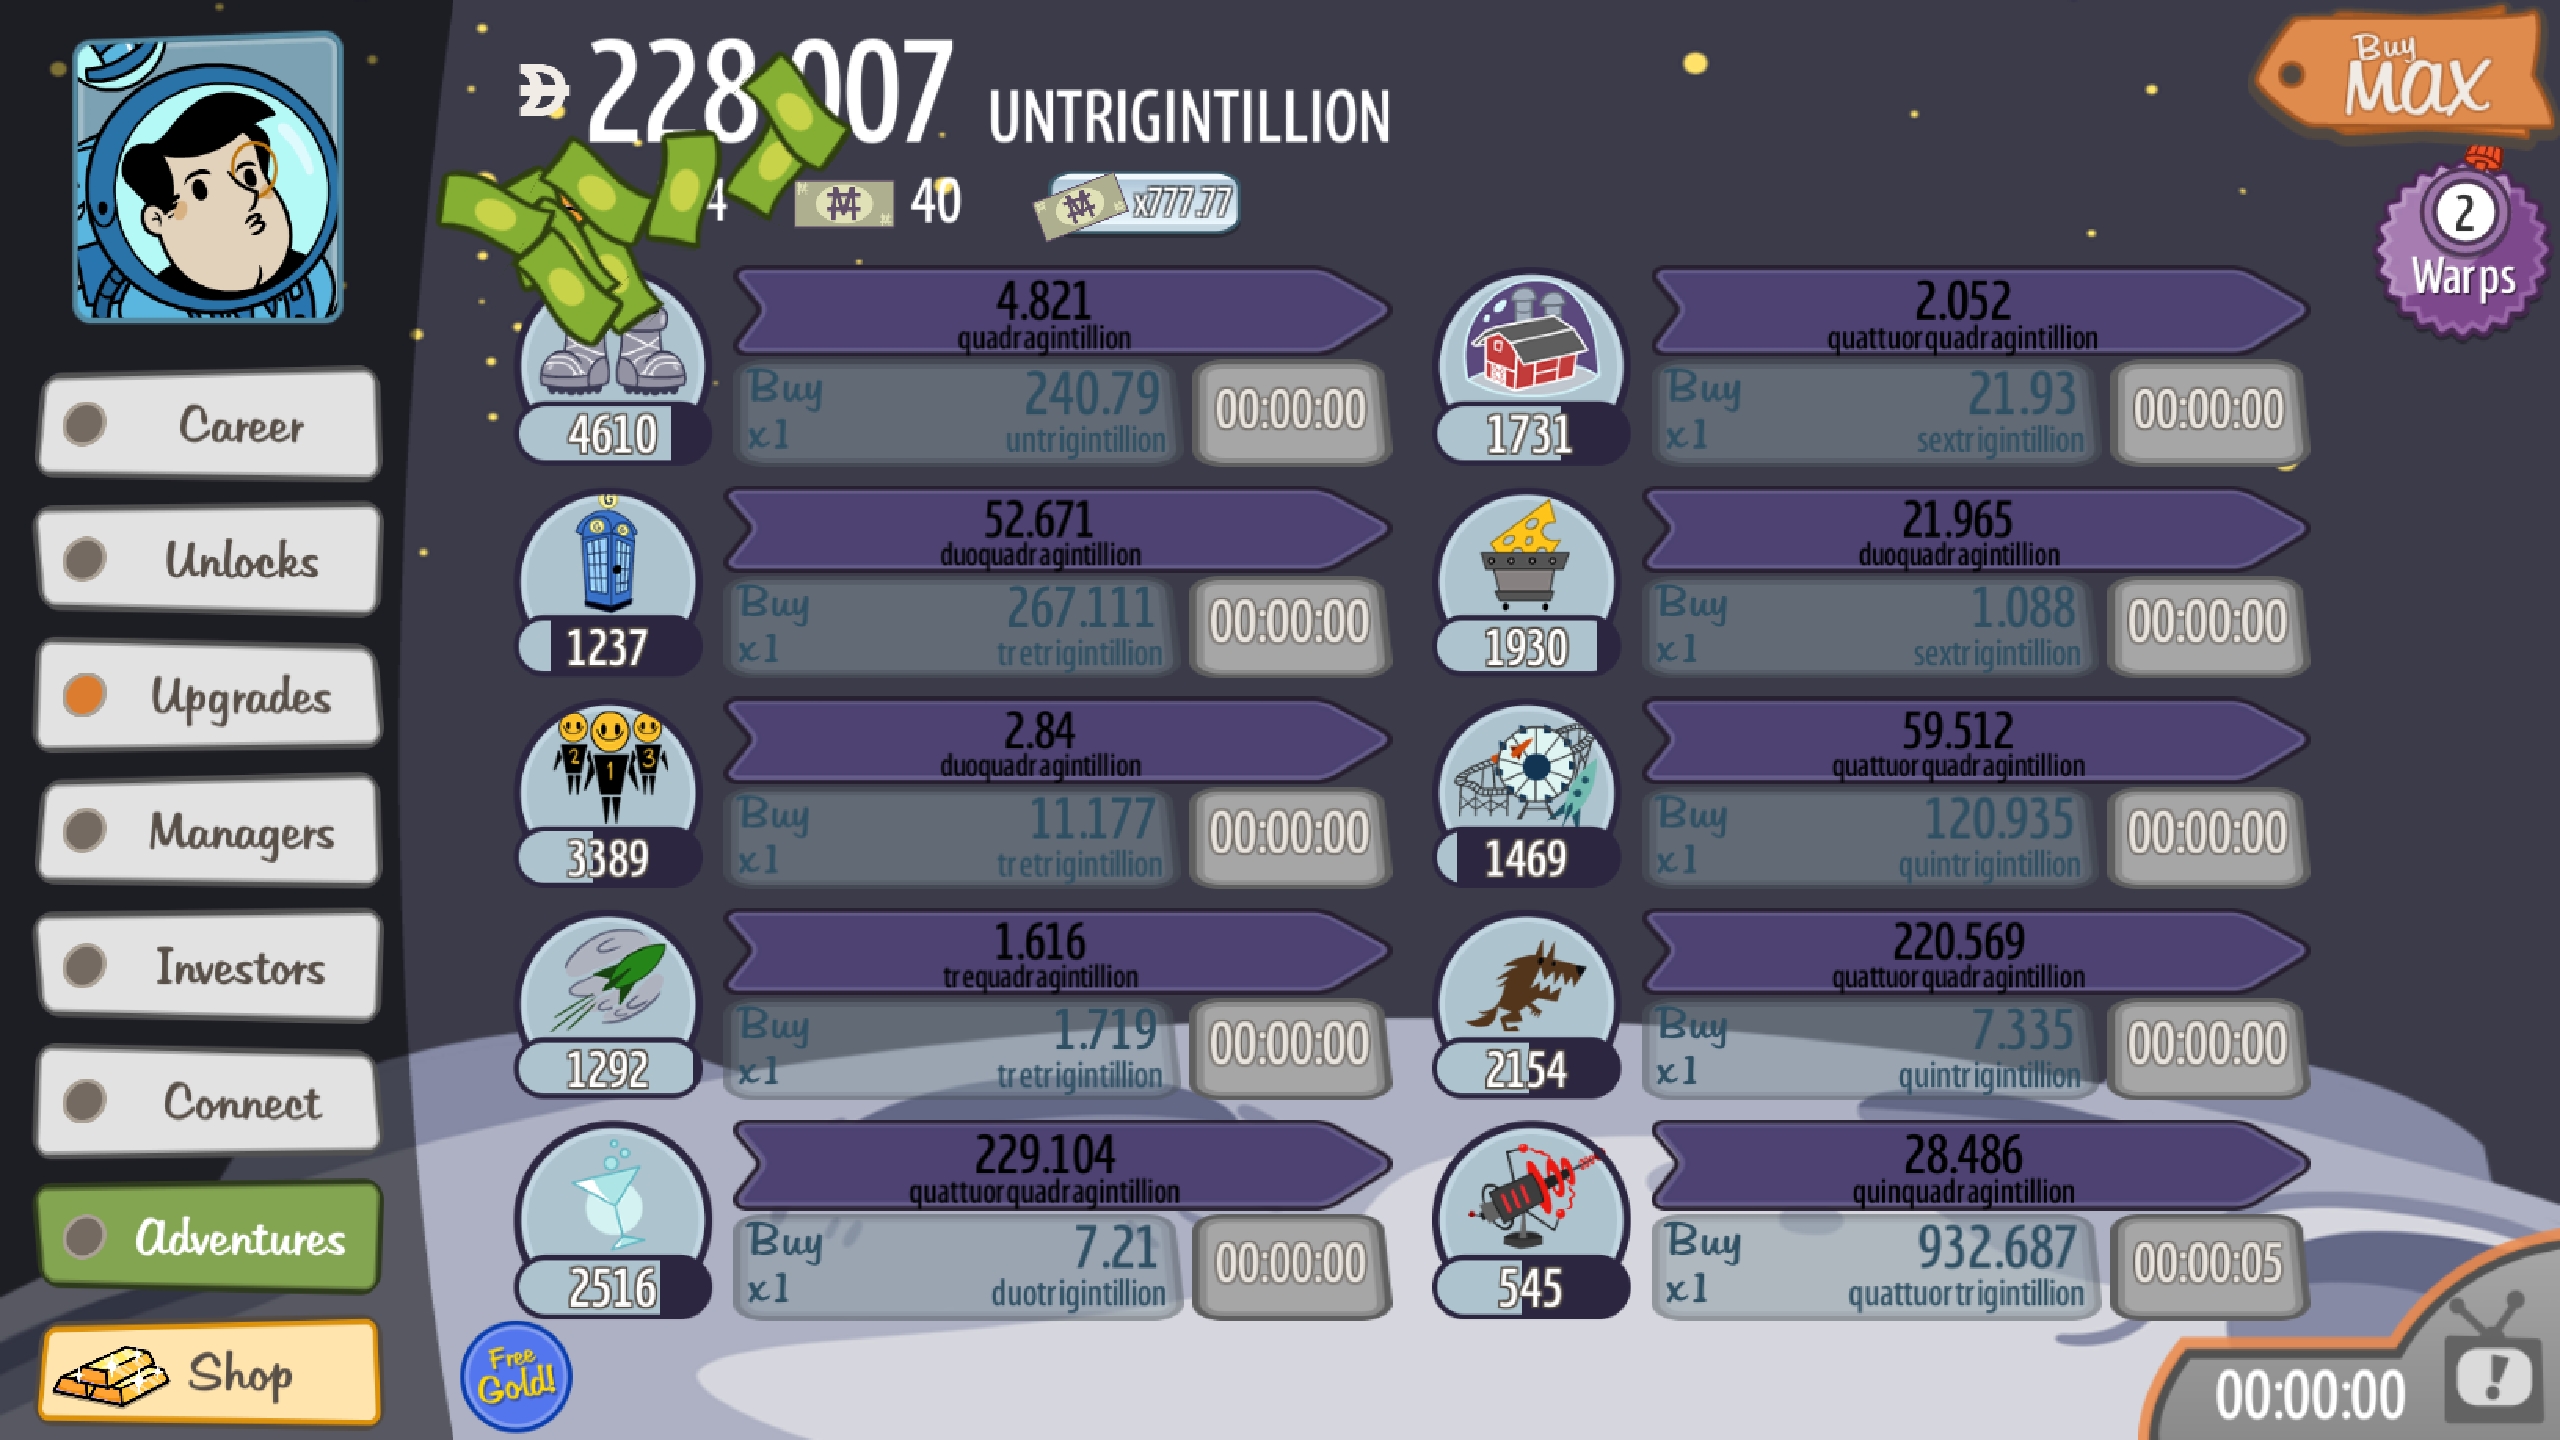 228.007 UNTRIGINTILLION
Buy
MAX
4
40
x777.77
2
Warps
Career
Unlocks
Upgrades
Managers
Investors
Connect
Adventures
Shop
4.821
quadragintillion
Buy
x1
240.79
untrigintillion
00:00:00
4610
2.052
quattuorquadragintillion
Buy
x1
21.93
sextrigintillion
00:00:00
1731
52.671
duoquadragintillion
Buy
x1
267.111
tretrigintillion
00:00:00
1237
21.965
duoquadragintillion
Buy
x1
1.088
sextrigintillion
00:00:00
1930
2.84
duoquadragintillion
Buy
x1
11.177
tretrigintillion
00:00:00
2
1
3
3389
59.512
quattuorquadragintillion
Buy
x1
120.935
quintrigintillion
00:00:00
1469
1.616
trequadragintillion
Buy
x1
1.719
tretrigintillion
00:00:00
1292
220.569
quattuorquadragintillion
Buy
x1
7.335
quintrigintillion
00:00:00
2154
229.104
quattuorquadragintillion
Buy
x1
7.21
duotrigintillion
00:00:00
2516
28.486
quinquadragintillion
Buy
x1
932.687
quattuortrigintillion
00:00:05
545
Free
Gold!
00:00:00